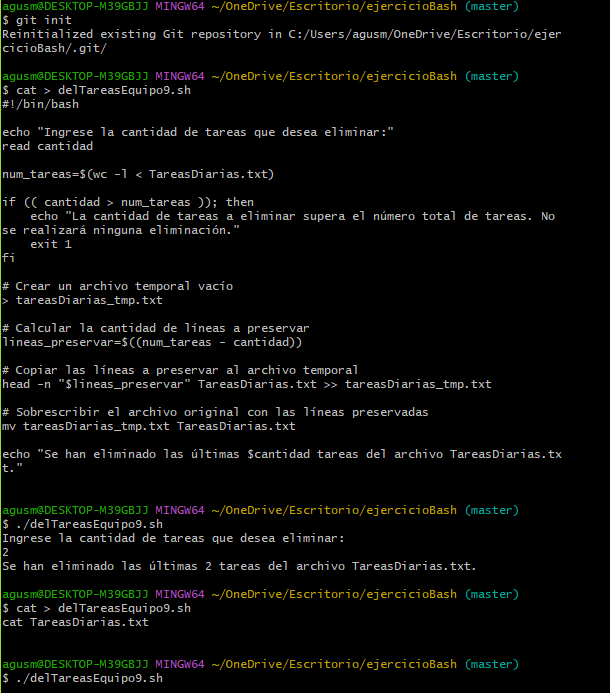 agusm@DESKTOP-M39GBJJ MINGW64 ~/OneDrive/Escritorio/ejercicioBash (master)
$ git init
Reinitialized existing Git repository in C:/Users/agusm/OneDrive/Escritorio/ejer
cicioBash/.git/
agusm@DESKTOP-M39GBJJ MINGW64 ~/OneDrive/Escritorio/ejercicioBash (master)
$ cat > delTareasEquipo9.sh
#!/bin/bash
echo "Ingrese la cantidad de tareas que desea eliminar:"
read cantidad
num_tareas=$(wc -l < TareasDiarias.txt)
if (( cantidad > num_tareas )); then
    echo "La cantidad de tareas a eliminar supera el número total de tareas. No
se realizará ninguna eliminación."
    exit 1
fi
# Crear un archivo temporal vacío
> tareasDiarias_tmp.txt
# Calcular la cantidad de líneas a preservar
lineas_preservar=$((num_tareas - cantidad))
# Copiar las líneas a preservar al archivo temporal
head -n "$lineas_preservar" TareasDiarias.txt >> tareasDiarias_tmp.txt
# Sobrescribir el archivo original con las líneas preservadas
mv tareasDiarias_tmp.txt TareasDiarias.txt
echo "Se han eliminado las últimas $cantidad tareas del archivo TareasDiarias.tx
t."
agusm@DESKTOP-M39GBJJ MINGW64 ~/OneDrive/Escritorio/ejercicioBash (master)
$ ./delTareasEquipo9.sh
Ingrese la cantidad de tareas que desea eliminar:
2
Se han eliminado las últimas 2 tareas del archivo TareasDiarias.txt.
agusm@DESKTOP-M39GBJJ MINGW64 ~/OneDrive/Escritorio/ejercicioBash (master)
$ cat > delTareasEquipo9.sh
cat TareasDiarias.txt
agusm@DESKTOP-M39GBJJ MINGW64 ~/OneDrive/Escritorio/ejercicioBash (master)
$ ./delTareasEquipo9.sh